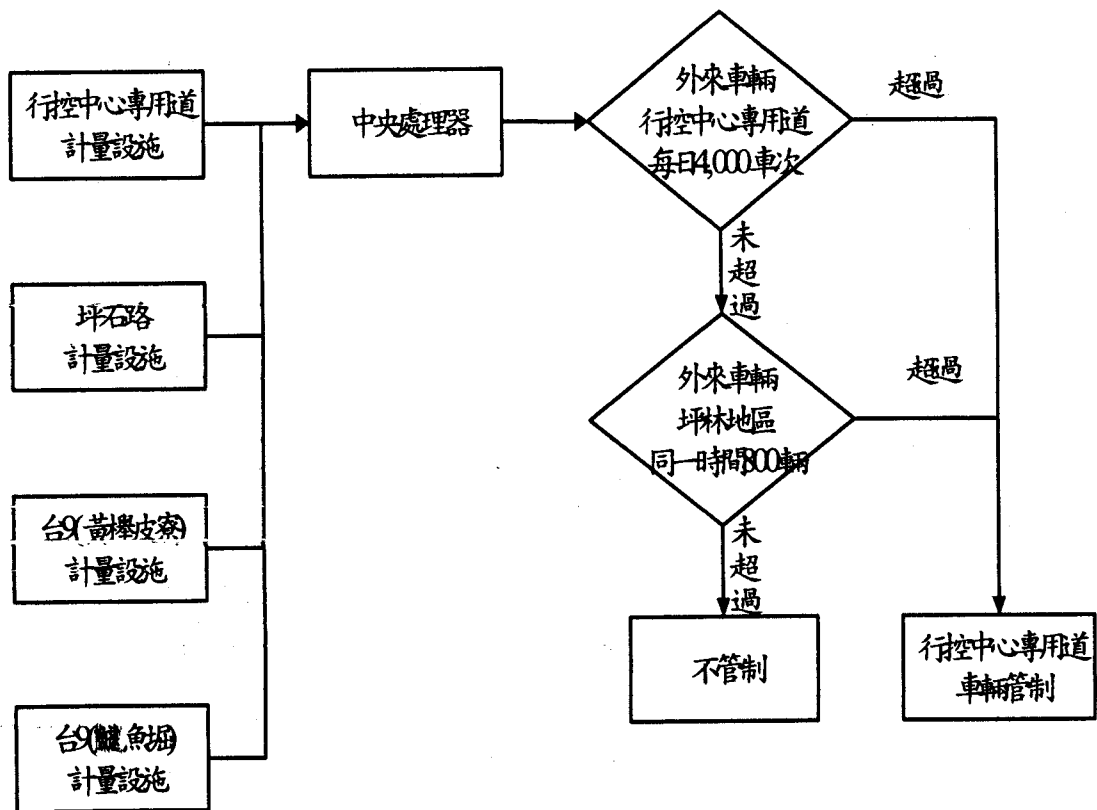 行控中心專用道
計量設施
中央處理器
外來車輛
行控中心專用道
每日4,000車次
超過
未
超
過
坪石路
計量設施
外來車輛
坪林地區
同一時間800輛
超過
未
超
過
台9(黃櫸皮寮)
計量設施
不管制
行控中心專用道
車輛管制
台9(魚堀)
計量設施